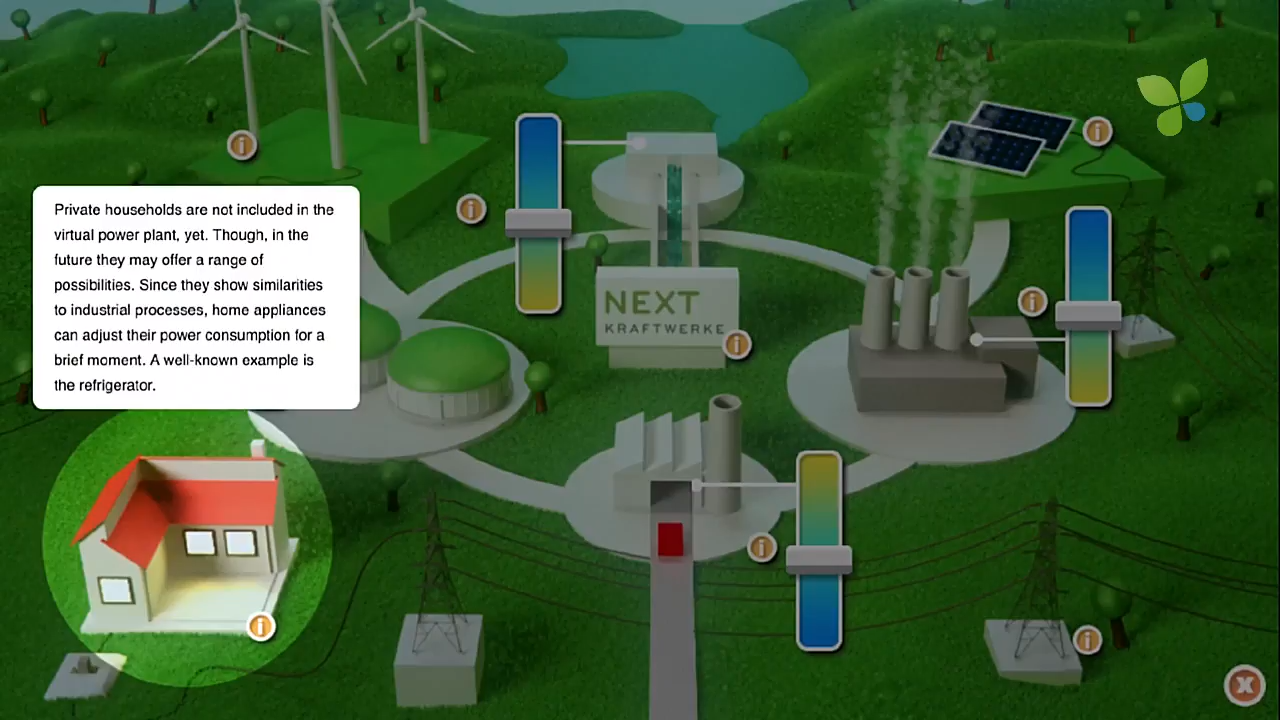 Private households are not included in the
virtual power plant, yet. Though, in the
future they may offer a range of
possibilities. Since they show similarities
to industrial processes, home appliances
can adjust their power consumption for a
brief moment. A well-known example is
the refrigerator.
NEXT
KRAFTWERKE